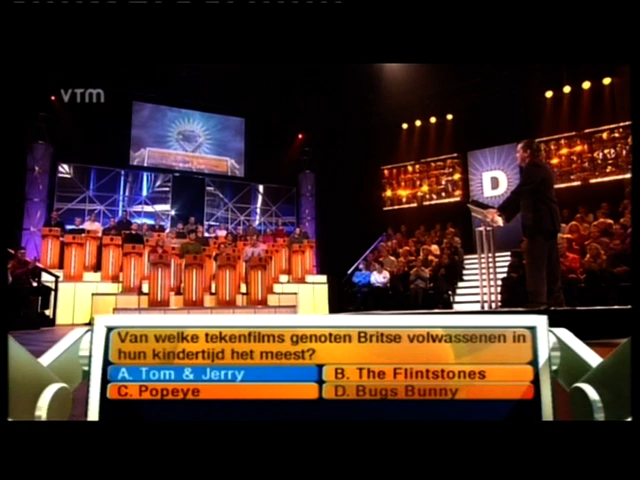 vtm
D
Van welke tekenfilms genoten Britse volwassenen in
hun kindertijd het meest?
A. Tom & Jerry
B. The Flintstones
C. Popeye
D. Bugs Bunny